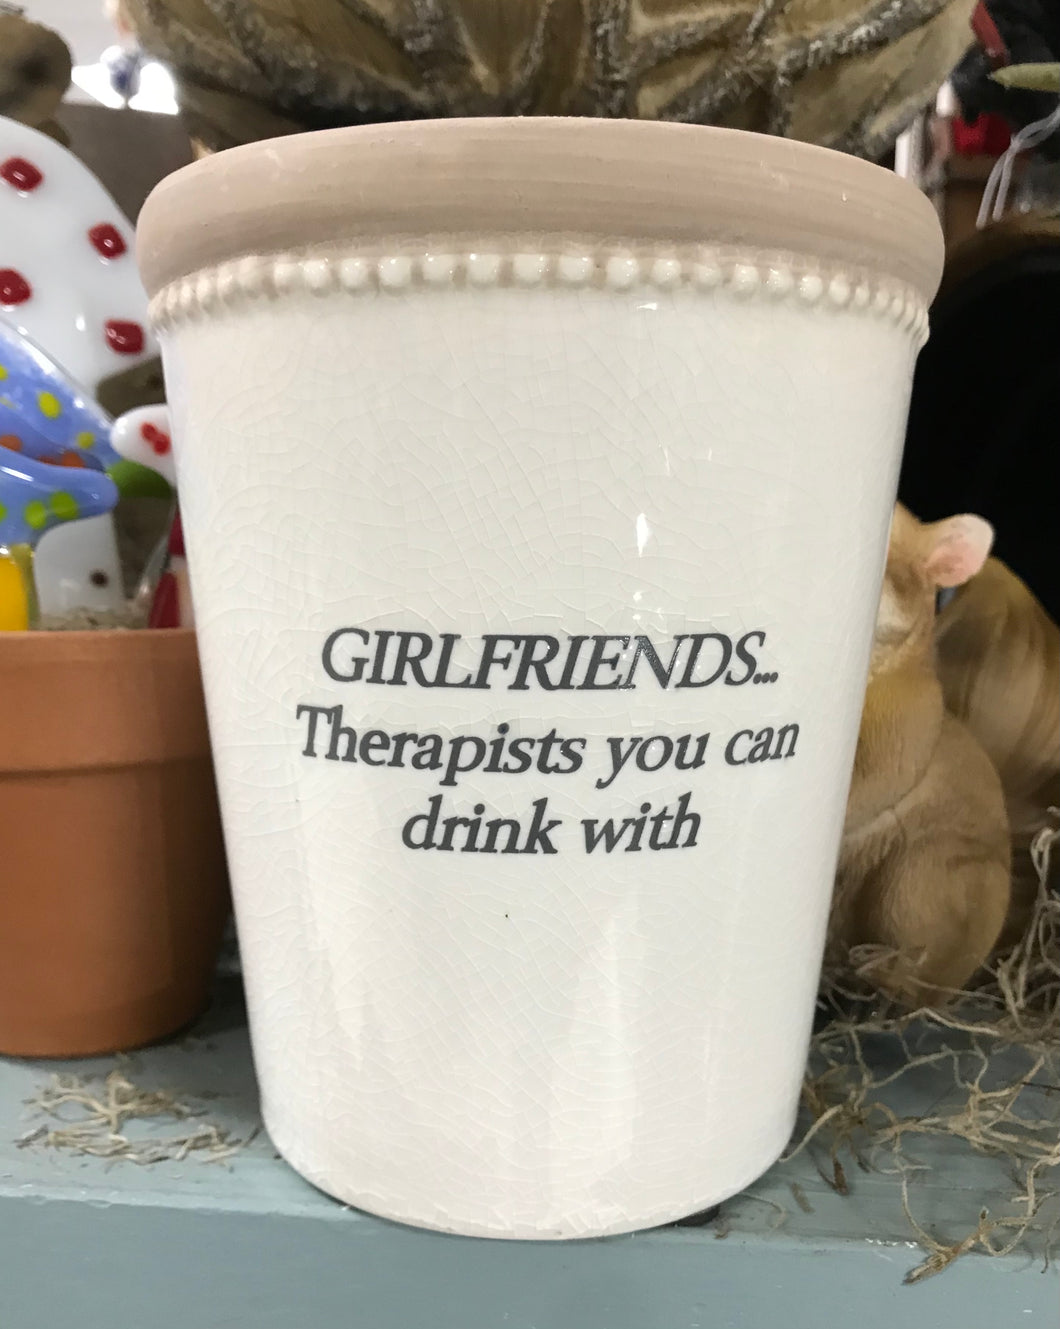 GIRLFRIENDS...
Therapists you can
drink with